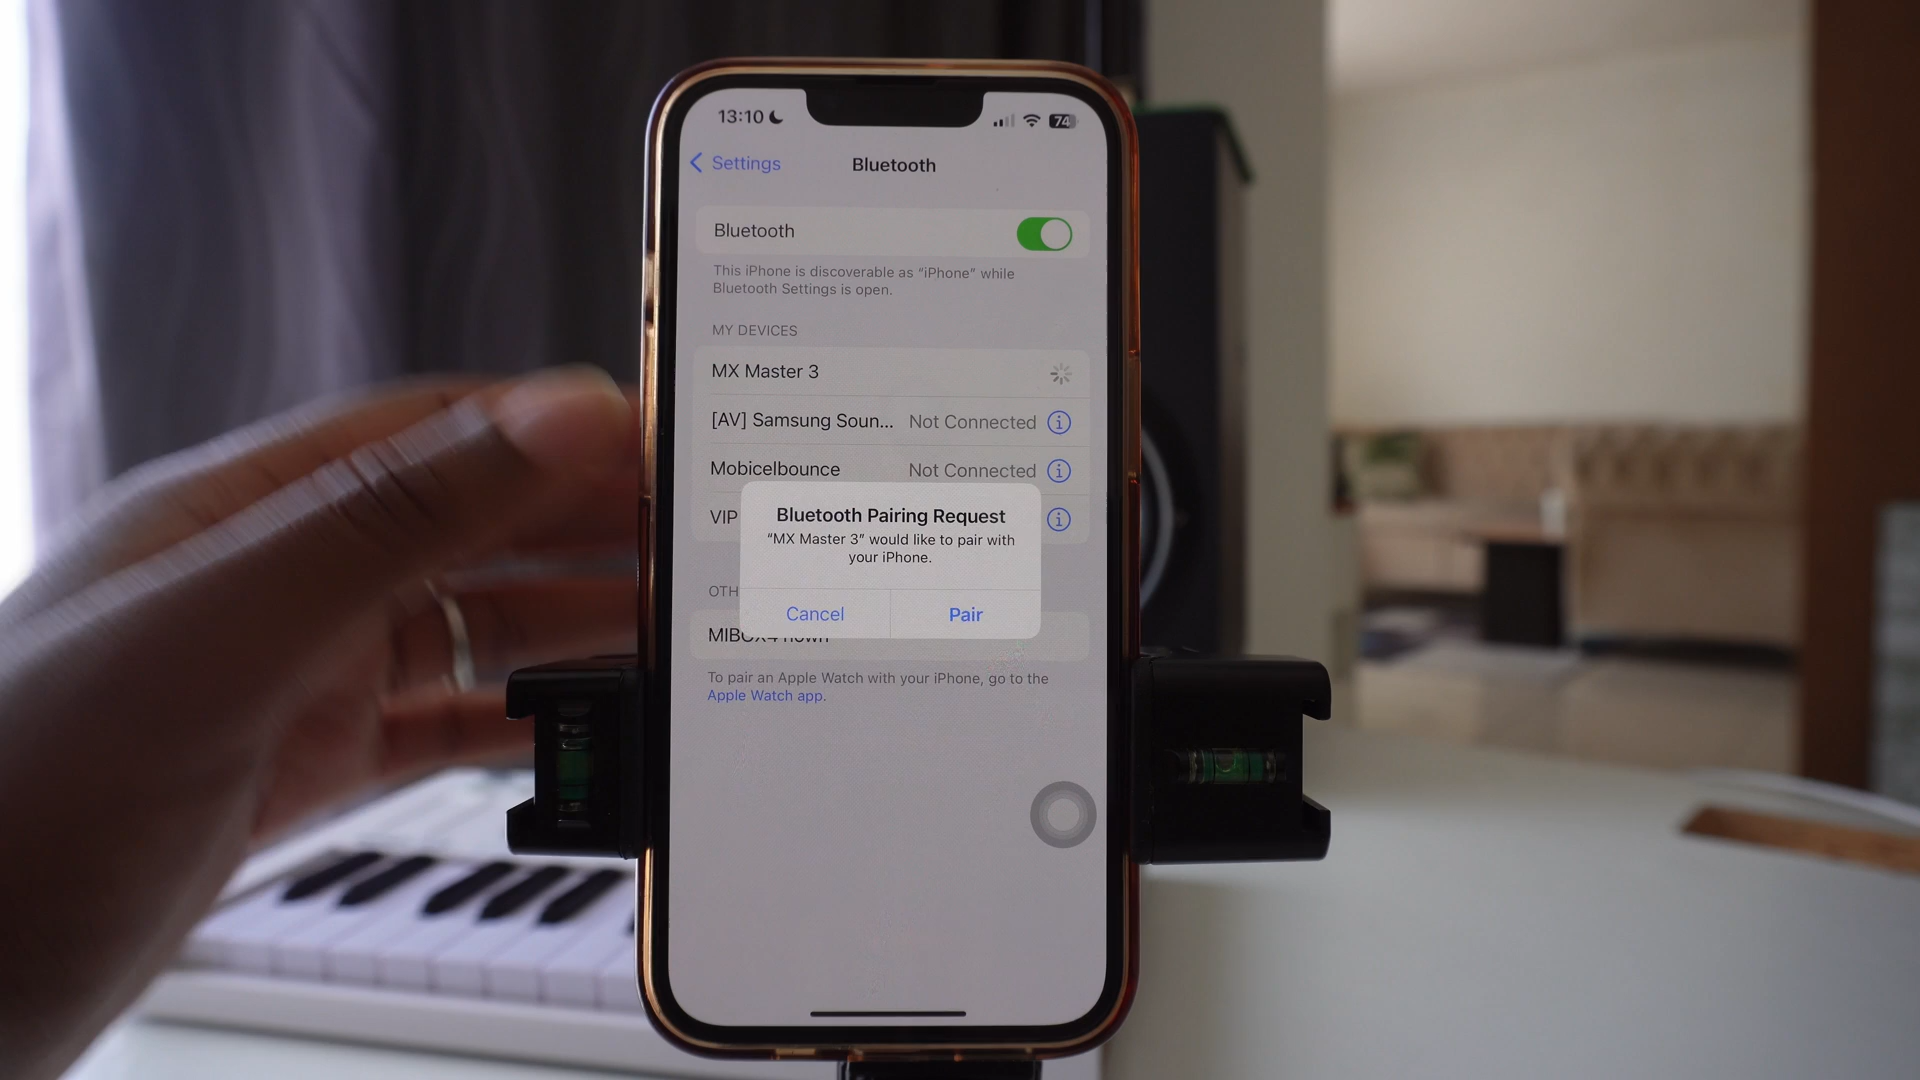 13:10
74
Settings
Bluetooth
Bluetooth
This iPhone is discoverable as “iPhone” while
Bluetooth Settings is open.
MY DEVICES
MX Master 3
[AV] Samsung Soun... Not Connected
Mobicelbounce Not Connected
VIP
Bluetooth Pairing Request
“MX Master 3” would like to pair with
your iPhone.
OTH
Cancel
Pair
To pair an Apple Watch with your iPhone, go to the
Apple Watch app.